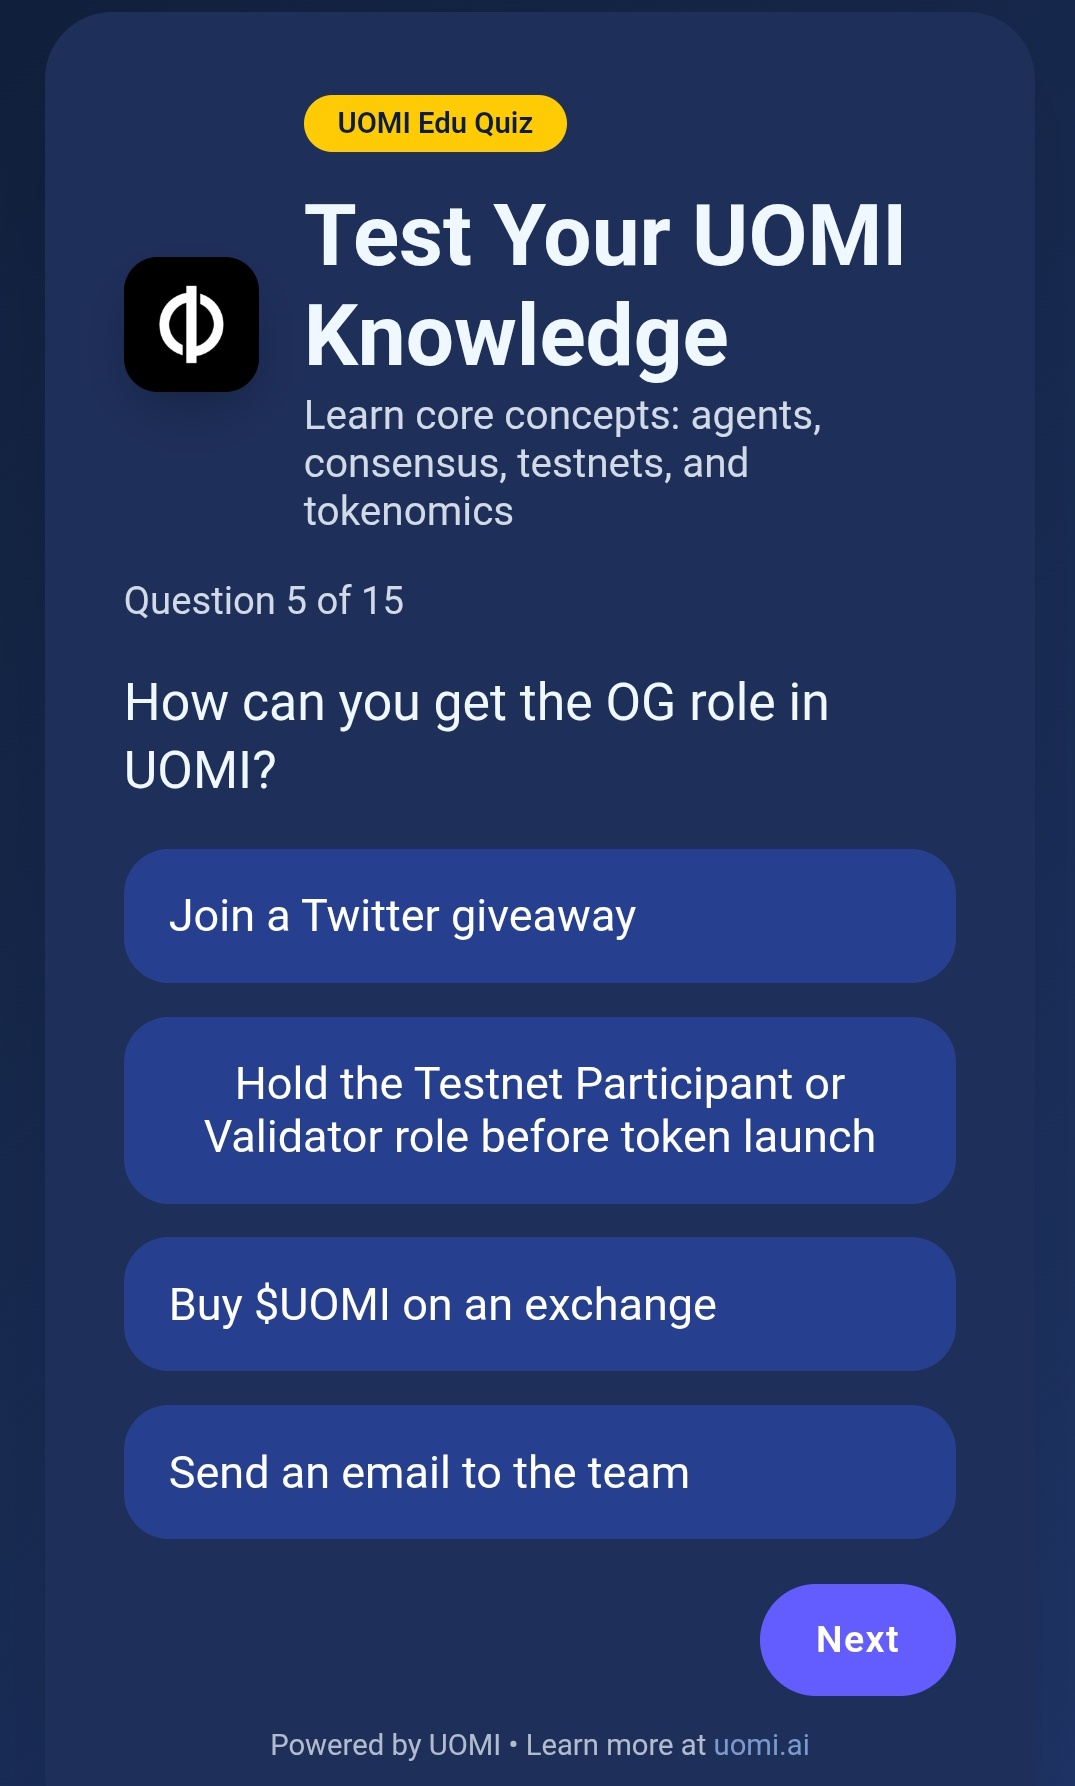 UOMI Edu Quiz
Test Your UOMI
Knowledge
Learn core concepts: agents,
consensus, testnets, and
tokenomics
Question 5 of 15
How can you get the OG role in
UOMI?
Join a Twitter giveaway
Hold the Testnet Participant or
Validator role before token launch
Buy $UOMI on an exchange
Send an email to the team
Next
Powered by UOMI • Learn more at uomi.ai